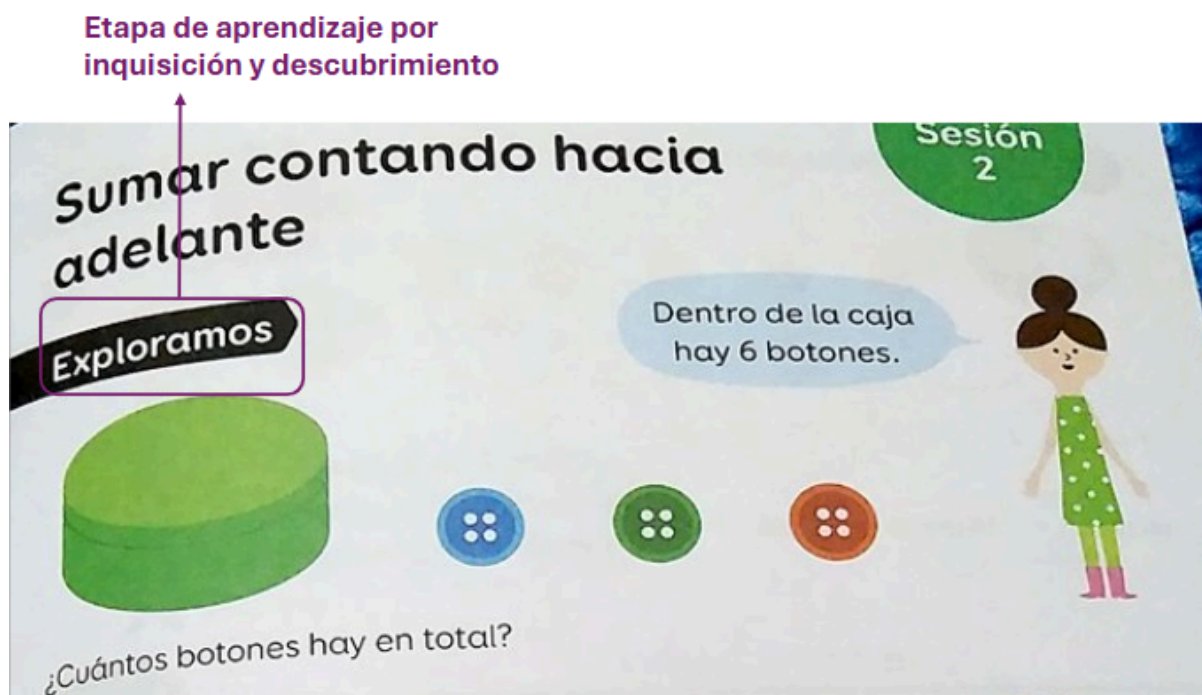 Etapa de aprendizaje por
inquisición y descubrimiento
Sumar contando hacia
adelante
Sesión
2
Exploramos
Dentro de la caja
hay 6 botones.
¿Cuántos botones hay en total?